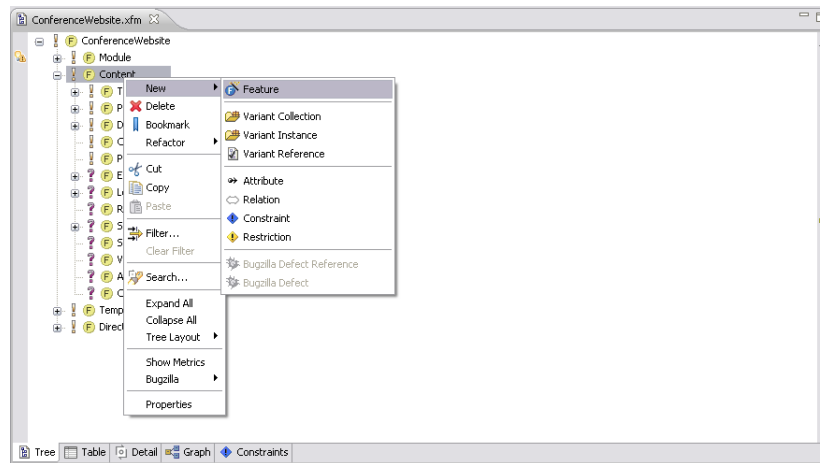 ConferenceWebsite.xfm
F ConferenceWebsite
F Module
F Content
F T
F P
F D
F C
F P
F E
F L
F R
F S
F S
F V
F A
F C
F Temp
F Direc
New
Delete
Bookmark
Refactor
Cut
Copy
Paste
Filter...
Clear Filter
Search...
Expand All
Collapse All
Tree Layout
Show Metrics
Bugzilla
Properties
Feature
Variant Collection
Variant Instance
Variant Reference
Attribute
Relation
Constraint
Restriction
Bugzilla Defect Reference
Bugzilla Defect
Tree Table Detail Graph Constraints